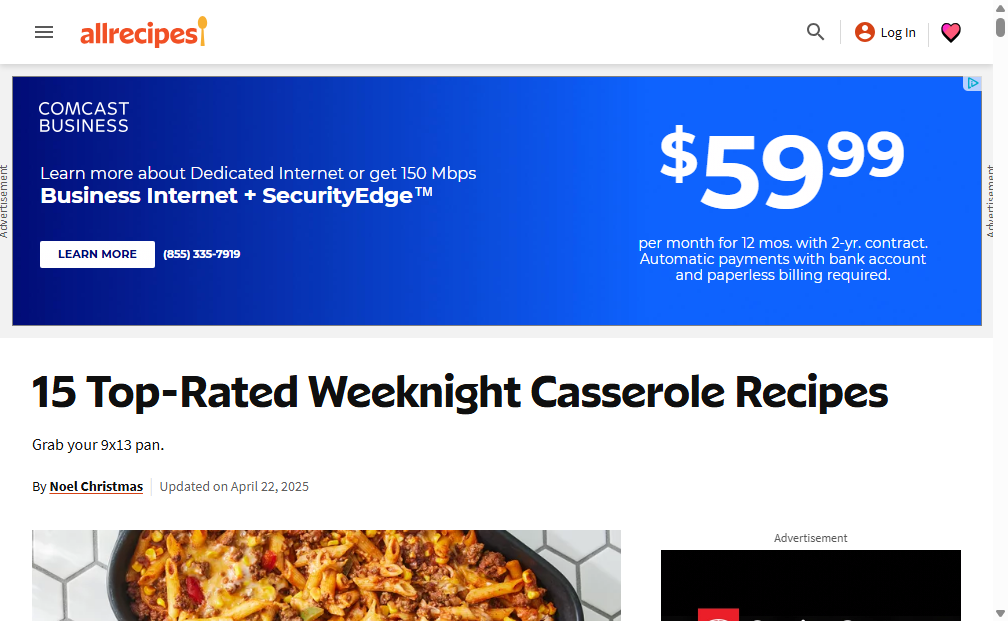 allrecipes
Log In
COMCAST
BUSINESS
Learn more about Dedicated Internet or get 150 Mbps
Business Internet + SecurityEdge™
LEARN MORE
(855) 335-7919
$5999
per month for 12 mos. with 2-yr. contract.
Automatic payments with bank account
and paperless billing required.
Advertisement
Advertisement
15 Top-Rated Weeknight Casserole Recipes
Grab your 9x13 pan.
By Noel Christmas
Updated on April 22, 2025
Advertisement